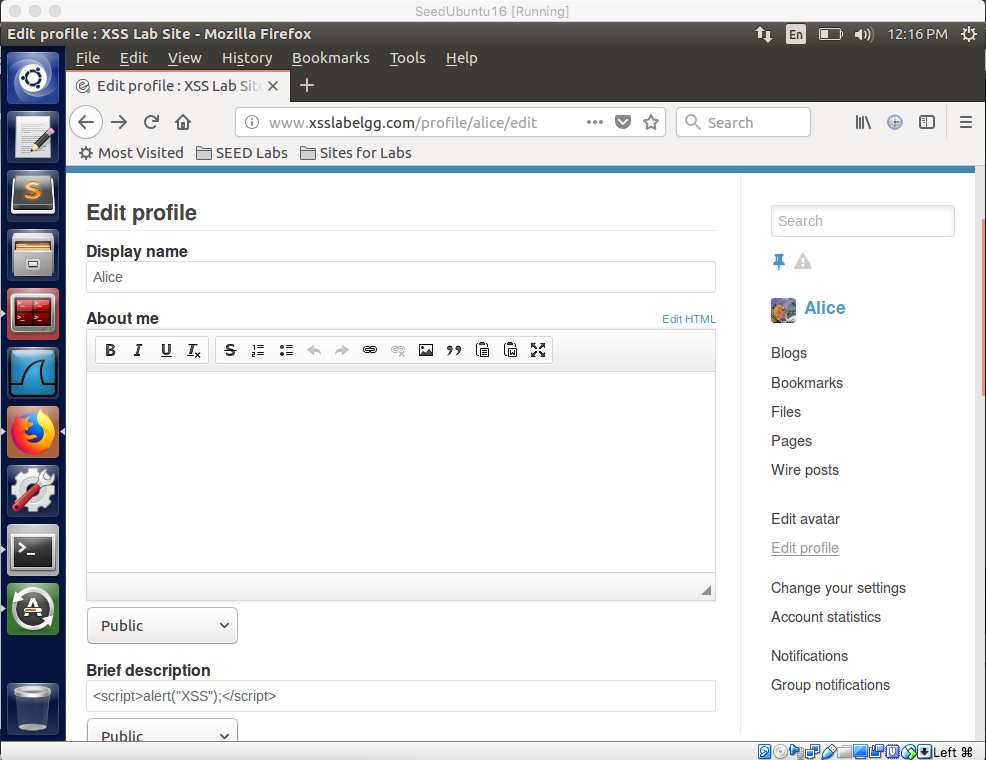 SeedUbuntu16 [Running]
Edit profile : XSS Lab Site - Mozilla Firefox
En
12:16 PM
File Edit View History Bookmarks Tools Help
Edit profile : XSS Lab Site
www.xsslabelgg.com/profile/alice/edit
Search
Most Visited
SEED Labs
Sites for Labs
Edit profile
Display name
Alice
About me
Edit HTML
B I U Tx S
Public
Brief description
<script>alert("XSS");</script>
Public
Search
Alice
Blogs
Bookmarks
Files
Pages
Wire posts
Edit avatar
Edit profile
Change your settings
Account statistics
Notifications
Group notifications
Left ⌘